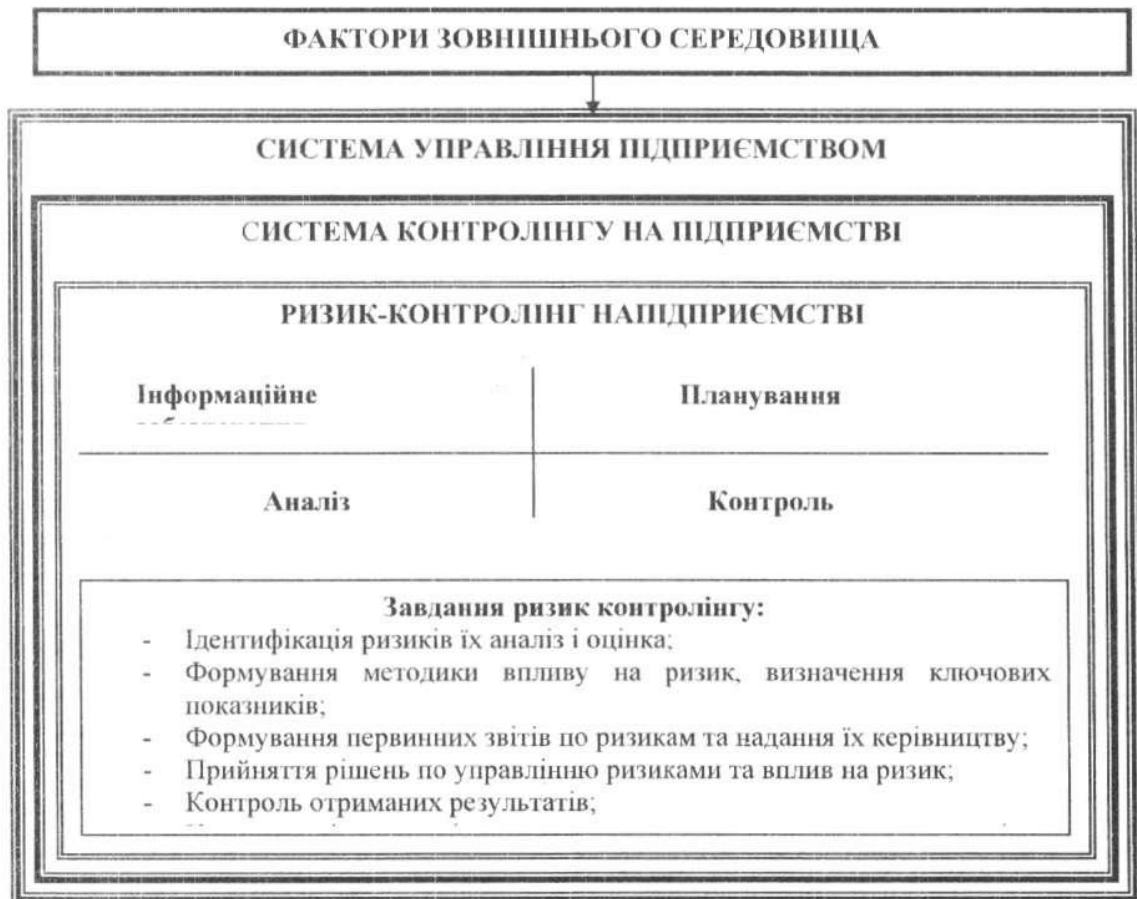 ФАКТОРИ ЗОВНІШНЬОГО СЕРЕДОВИЩА
СИСТЕМА УПРАВЛІННЯ ПІДПРИЄМСТВОМ
СИСТЕМА КОНТРОЛІНГУ НА ПІДПРИЄМСТВІ
РИЗИК-КОНТРОЛІНГ НАПІДПРИЄМСТВІ
Інформаційне
Планування
Аналіз
Контроль
Завдання ризик контролінгу:
- Ідентифікація ризиків їх аналіз і оцінка;
- Формування методики впливу на ризик, визначення ключових
показників;
- Формування первинних звітів по ризикам та надання їх керівництву;
- Прийняття рішень по управлінню ризиками та вплив на ризик;
- Контроль отриманих результатів;